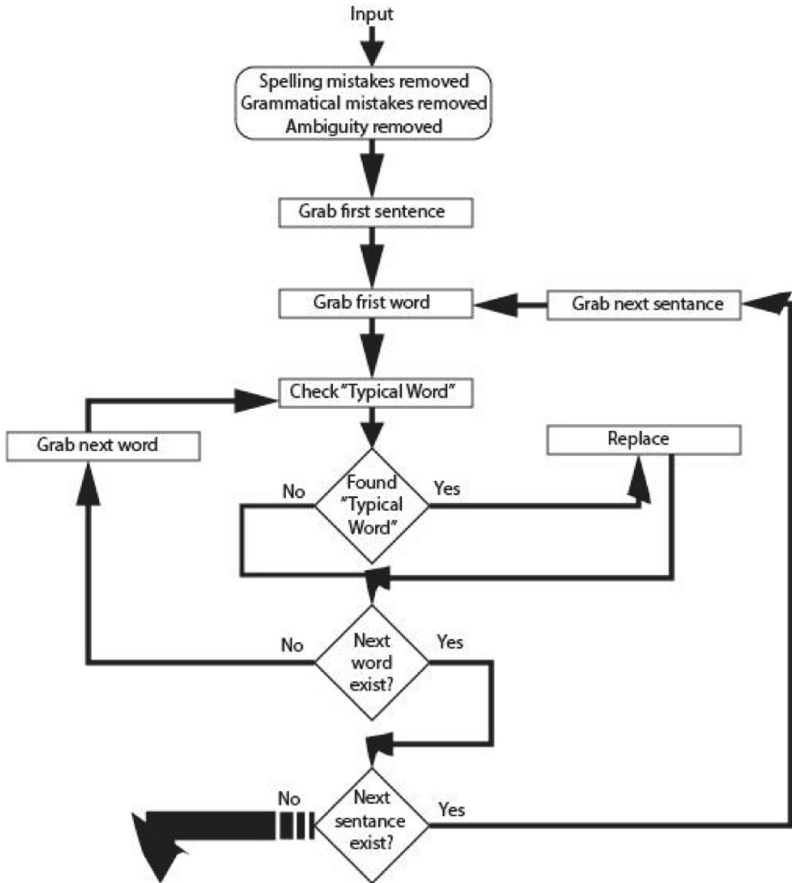 Input
Spelling mistakes removed
Grammatical mistakes removed
Ambiguity removed
Grab first sentence
Grab frist word
Grab next sentance
Check "Typical Word"
Grab next word
Replace
No
Found
"Typical
Word"
Yes
No
Next
word
exist?
Yes
No
Next
sentance
exist?
Yes